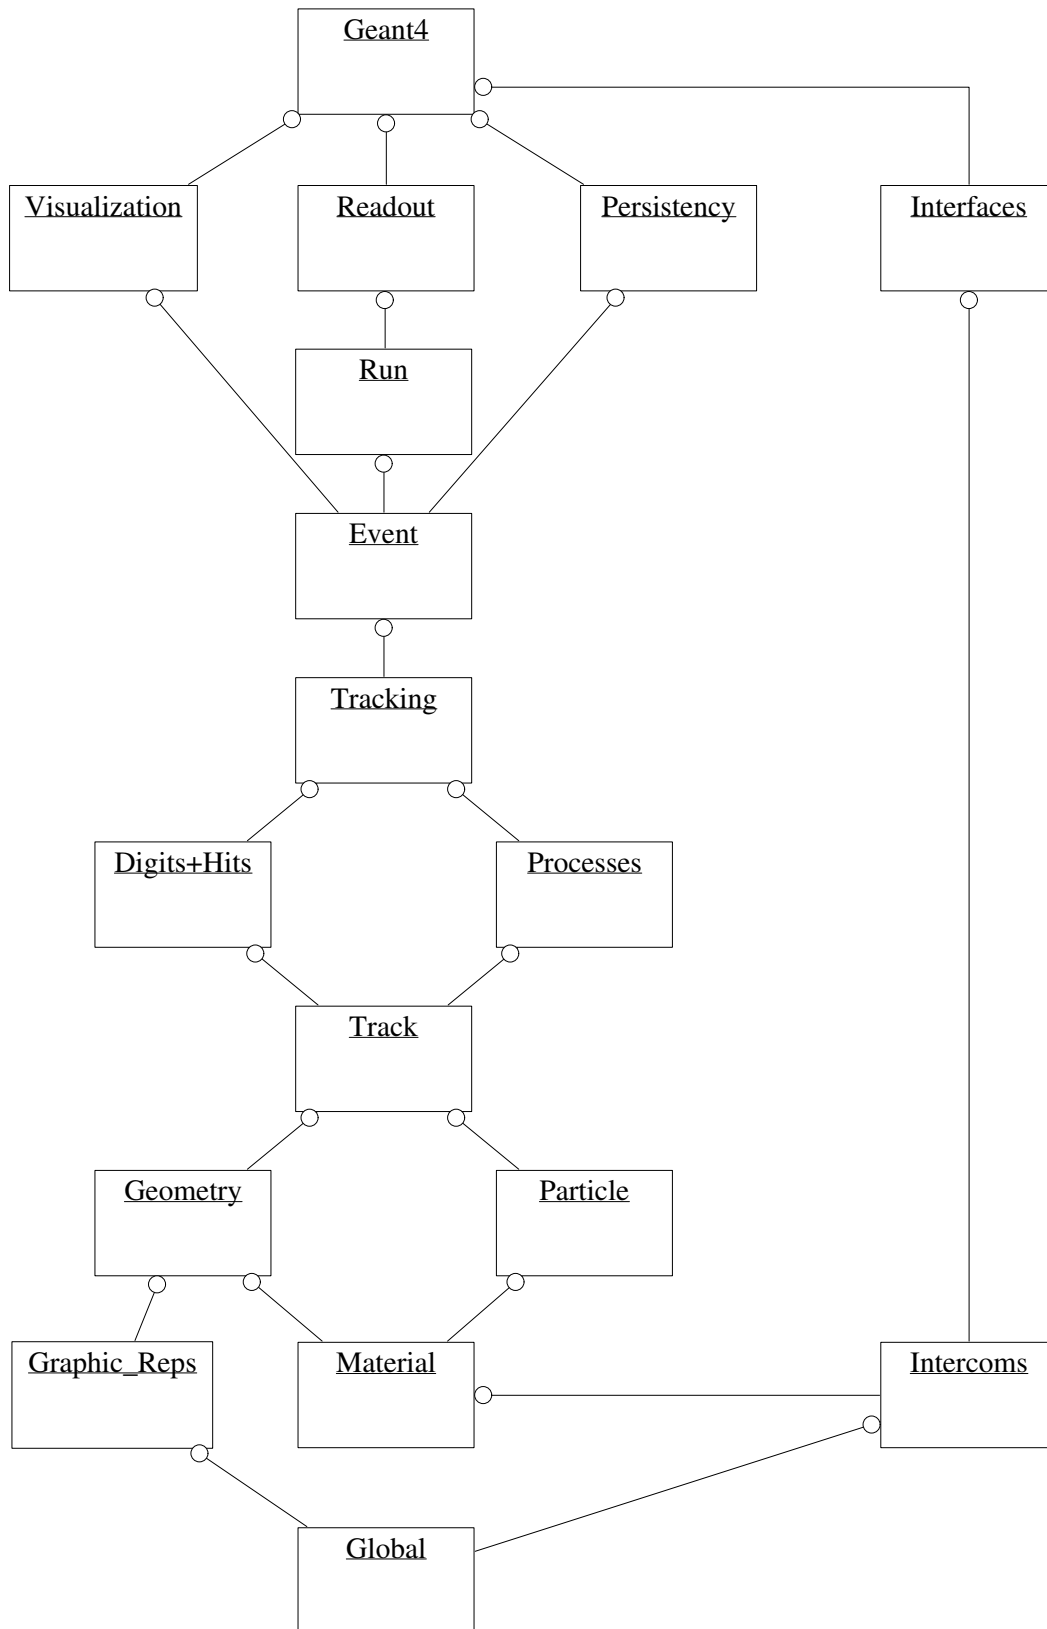 Geant4
Visualization
Readout
Persistency
Interfaces
Run
Event
Tracking
Digits+Hits
Processes
Track
Geometry
Particle
Graphic_Reps
Material
Intercoms
Global